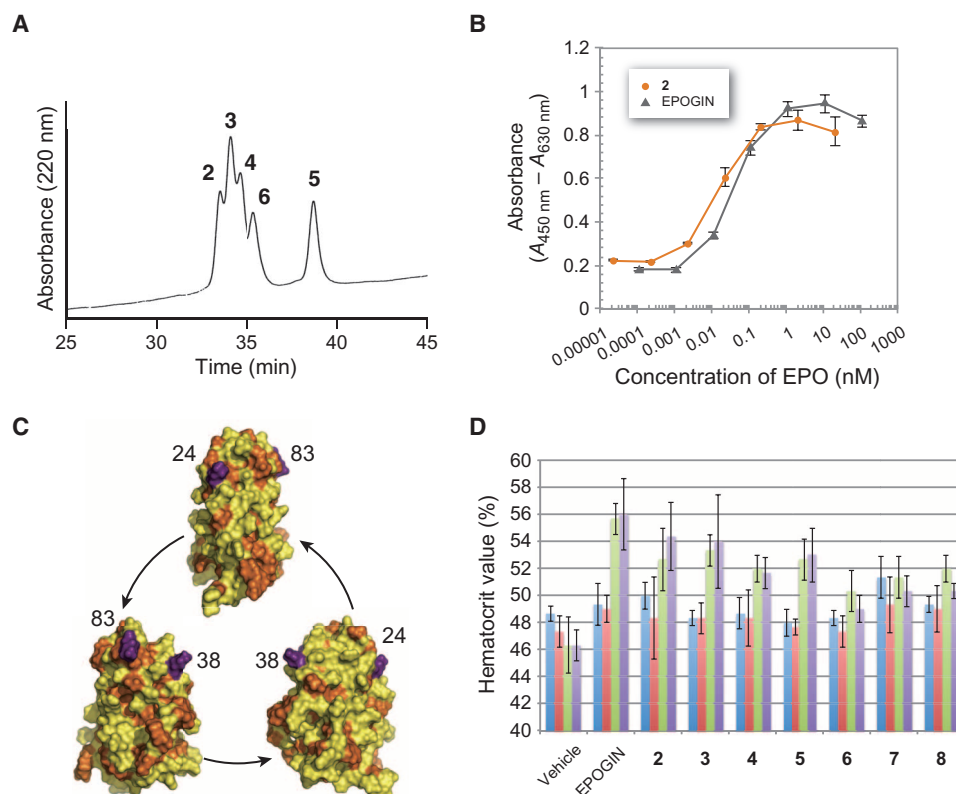 A
Absorbance (220 nm)
2
3
4
6
5
25 30 35 40 45
Time (min)
B
Absorbance
(A450 nm – A630 nm)
1.2
1
0.8
0.6
0.4
0.2
0
2
EPOGIN
0.00001 0.0001 0.001 0.01 0.1 1 10 100 1000
Concentration of EPO (nM)
C
24 83
83 38
38 24
D
Hematocrit value (%)
60
58
56
54
52
50
48
46
44
42
40
Vehicle EPOGIN 2 3 4 5 6 7 8